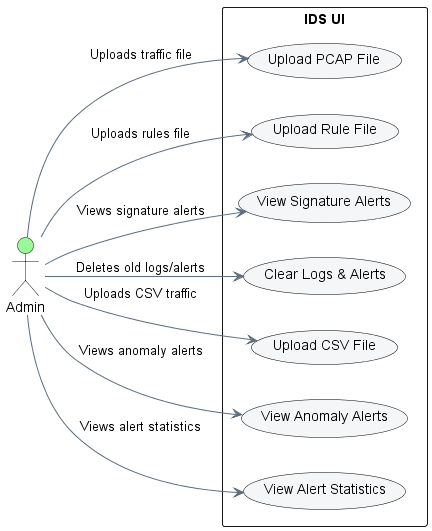 IDS UI
Uploads traffic file
Upload PCAP File
Uploads rules file
Upload Rule File
Views signature alerts
View Signature Alerts
Deletes old logs/alerts
Clear Logs & Alerts
Uploads CSV traffic
Admin
Upload CSV File
Views anomaly alerts
View Anomaly Alerts
Views alert statistics
View Alert Statistics